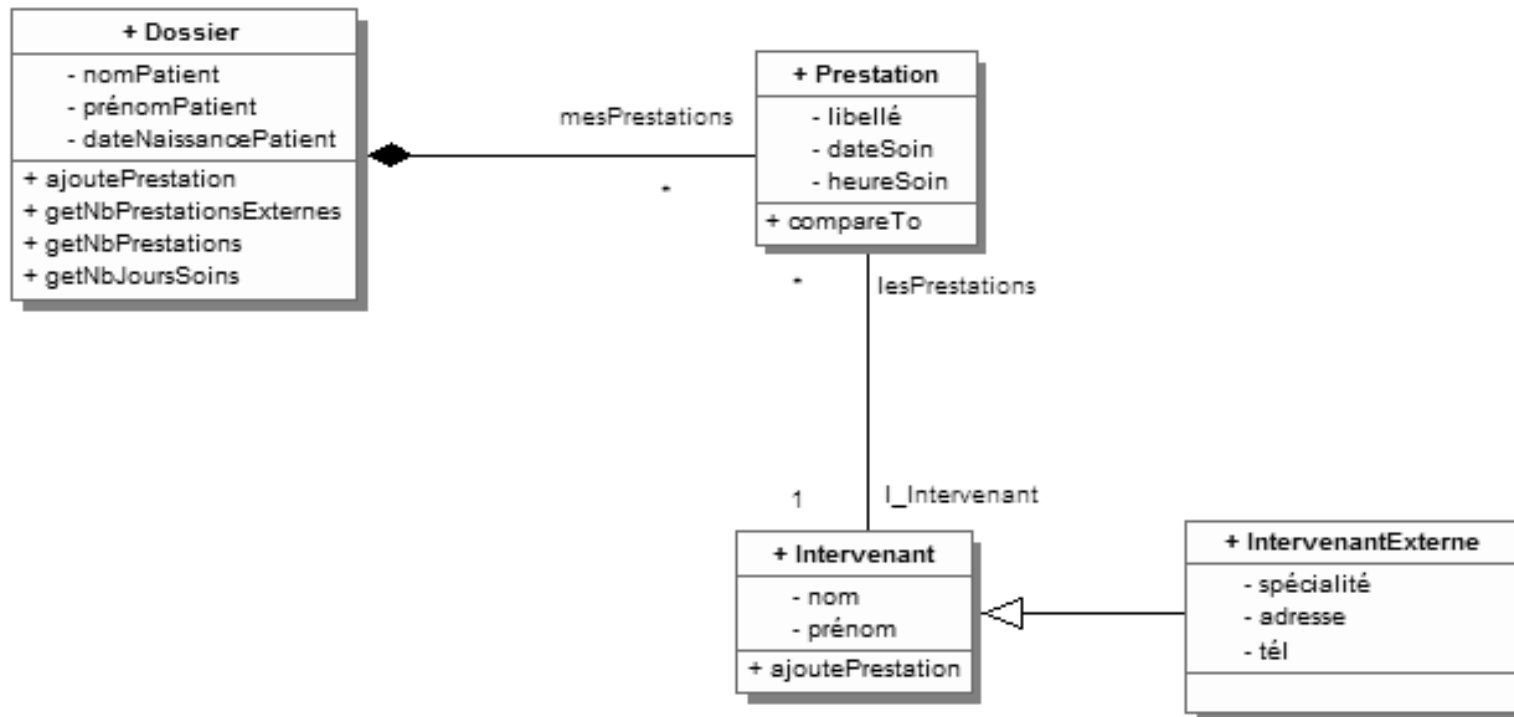 + Dossier
- nomPatient
- prénomPatient
- dateNaissancePatient
+ ajoutePrestation
+ getNbPrestationsExternes
+ getNbPrestations
+ getNbJoursSoins
mesPrestations
*
+ Prestation
- libellé
- dateSoin
- heureSoin
+ compareTo
* lesPrestations
1 l_Intervenant
+ Intervenant
- nom
- prénom
+ ajoutePrestation
+ IntervenantExterne
- spécialité
- adresse
- tél